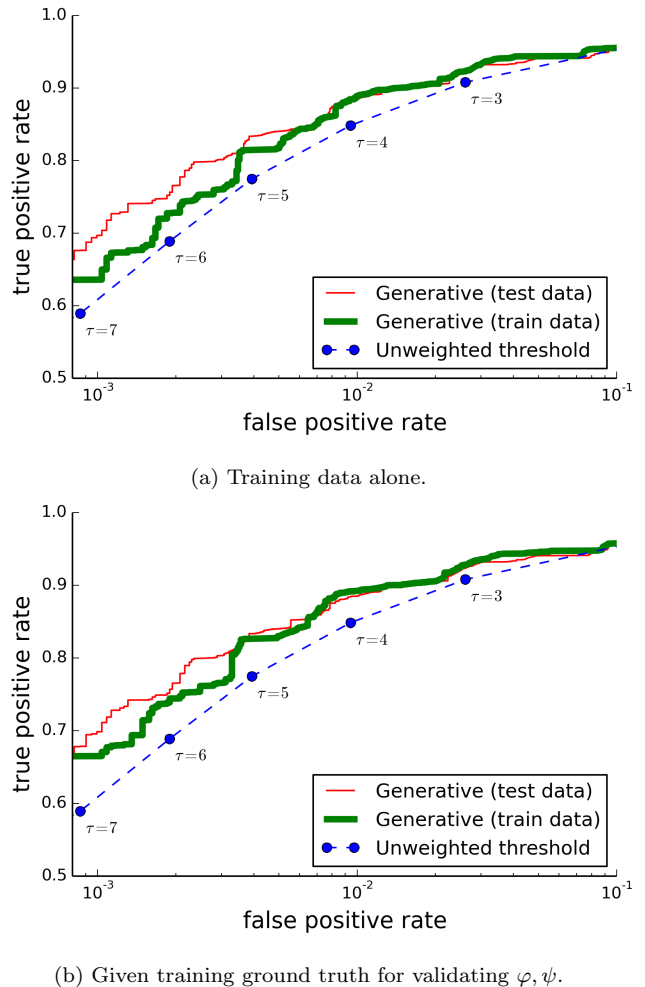 1.0
0.9
0.8
0.7
0.6
0.5
true positive rate
τ=3
τ=4
τ=5
τ=6
τ=7
Generative (test data)
Generative (train data)
Unweighted threshold
10⁻³ 10⁻² 10⁻¹
false positive rate
(a) Training data alone.
1.0
0.9
0.8
0.7
0.6
0.5
true positive rate
τ=3
τ=4
τ=5
τ=6
τ=7
Generative (test data)
Generative (train data)
Unweighted threshold
10⁻³ 10⁻² 10⁻¹
false positive rate
(b) Given training ground truth for validating φ, ψ.